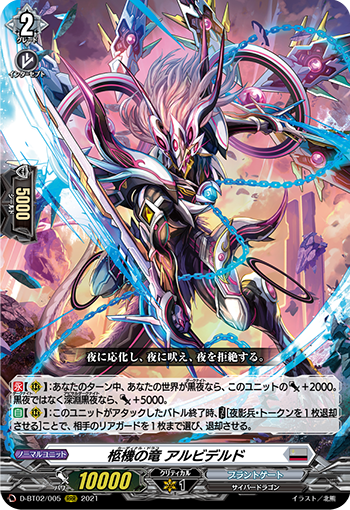 2
グレード
インターセプト
5000
シールド
夜に応化し、夜に吠え、夜を拒絶する。
【永】【(R)】:あなたのターン中、あなたの世界が黒夜なら、このユニットの+2000。
黒夜ではなく深淵黒夜なら、+5000。
【自】【(R)】:このユニットがアタックしたバトル終了時、【コスト】[夜影兵・トークンを1枚退却
させる]ことで、相手のリアガードを1枚まで選び、退却させる。
ノーマルユニット
枢機の竜 アルビデルド
パワー
10000
クリティカル
1
ブラントゲート
サイバードラゴン
D-BT02/005 RRR 2021
イラスト/北熊